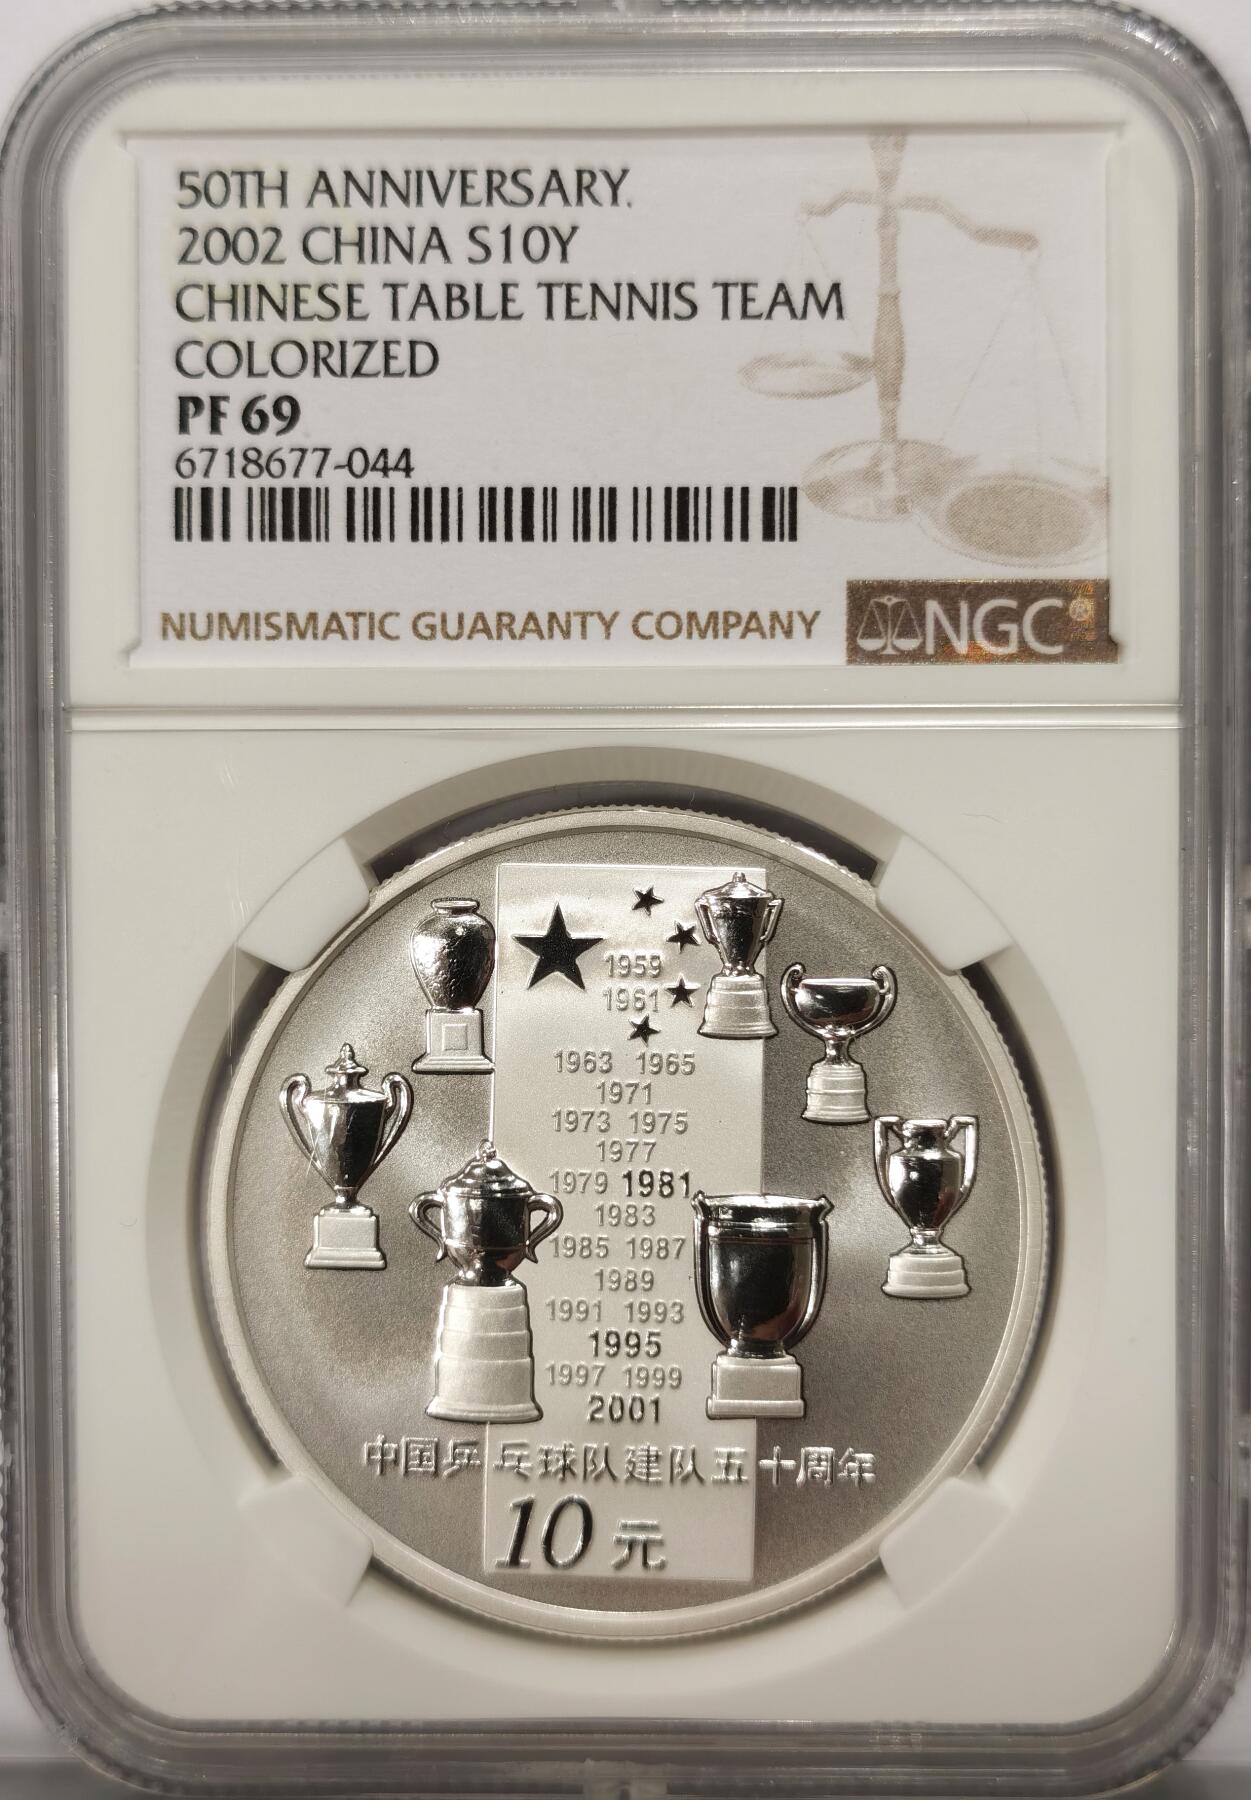 50TH ANNIVERSARY.
2002 CHINA S10Y
CHINESE TABLE TENNIS TEAM
COLORIZED
PF 69
6718677-044
NUMISMATIC GUARANTY COMPANY
NGC®
1959
1961
1963 1965
1971
1973 1975
1977
1979 1981
1983
1985 1987
1989
1991 1993
1995
1997 1999
2001
中国乒乓球队建队五十周年
10元